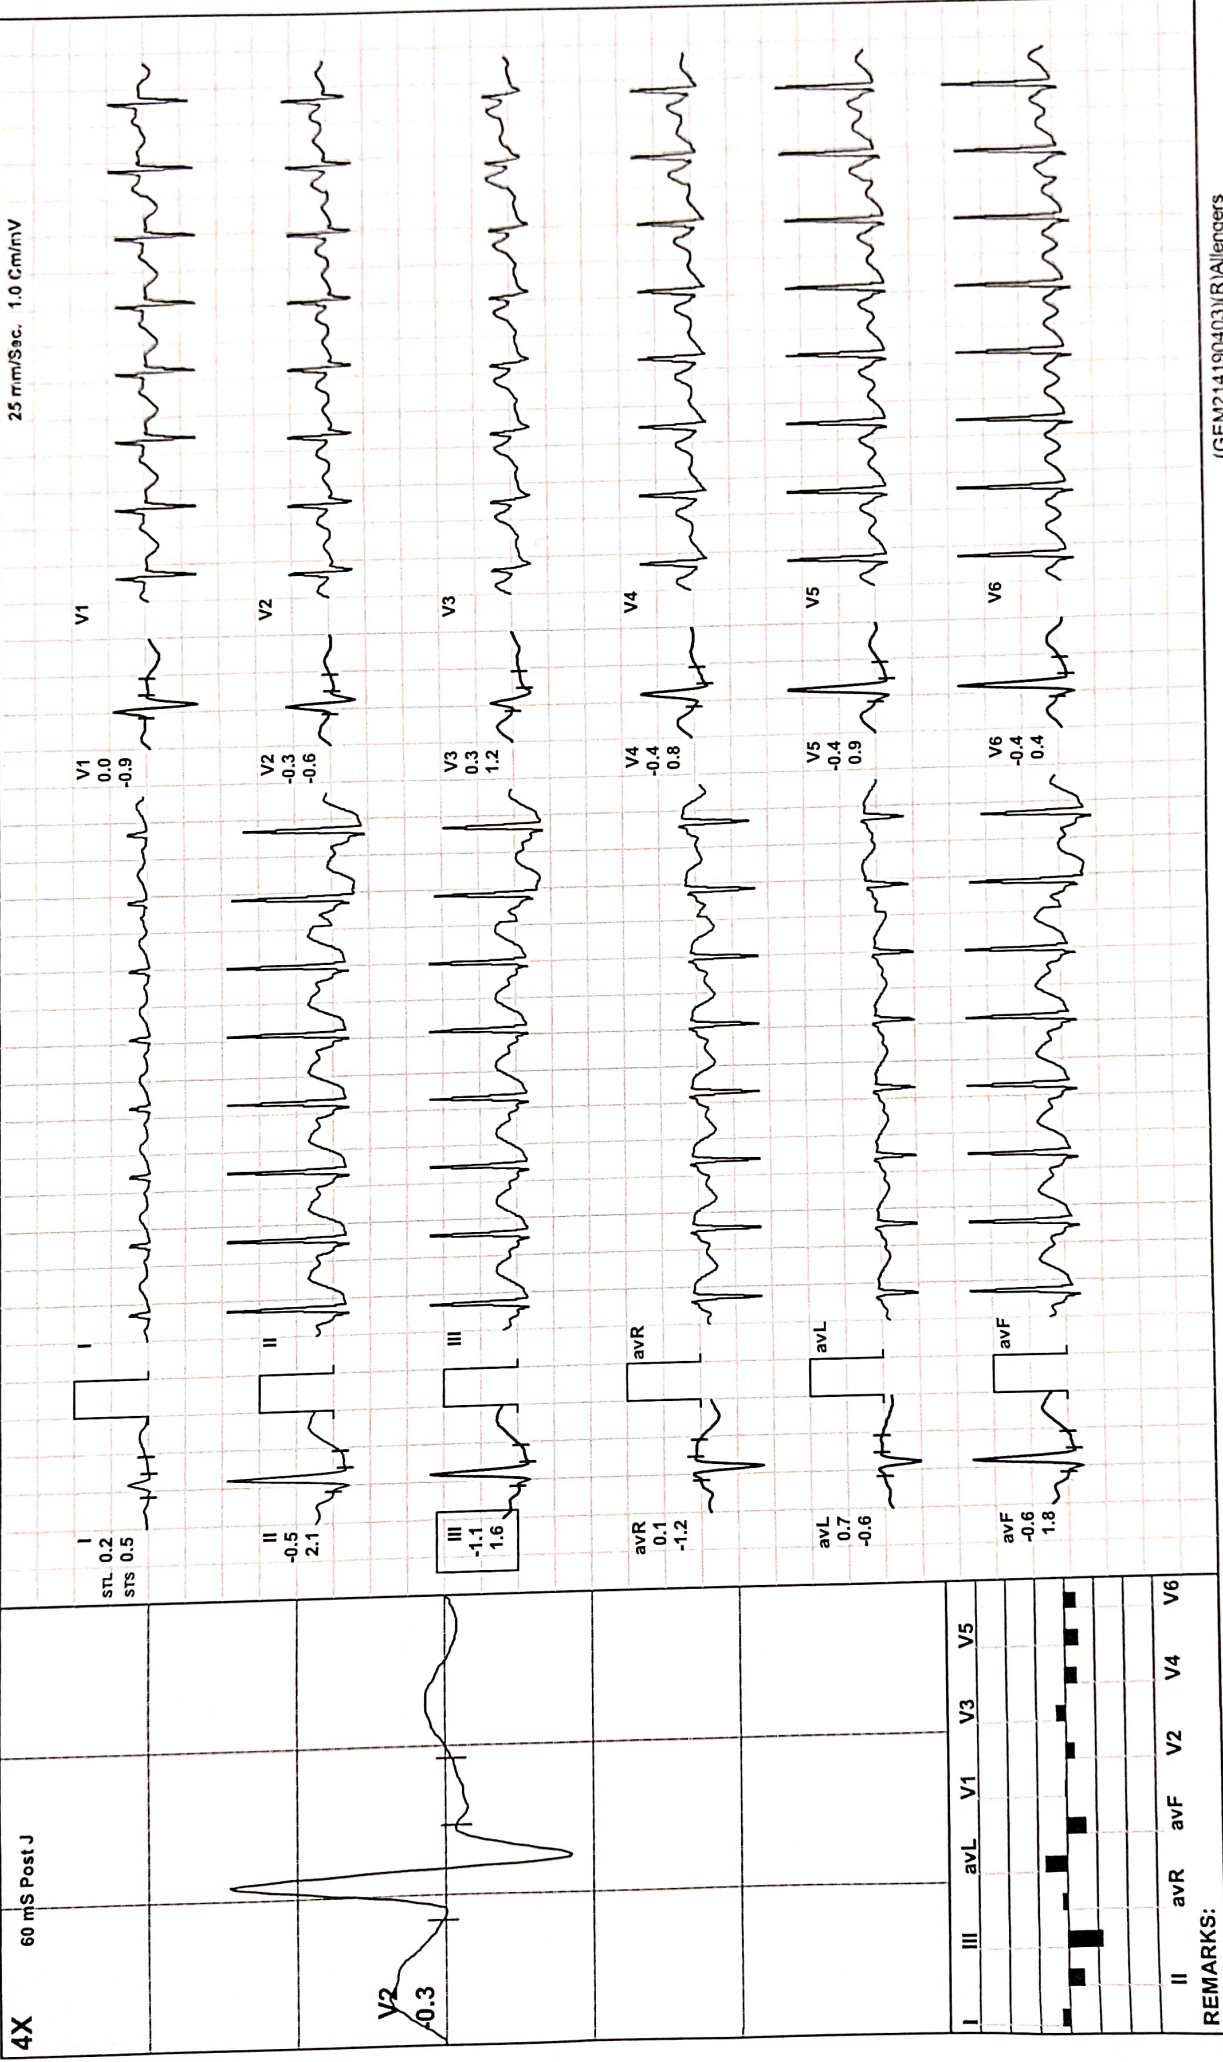 4X
60 mS Post J
25 mm/Sec. 1.0 Cm/mV
V2
-0.3
I
STL 0.2
STS 0.5
I
V1
0.0
-0.9
V1
II
-0.5
2.1
II
V2
-0.3
-0.6
V2
III
-1.1
1.6
III
V3
0.3
1.2
V3
avR
0.1
-1.2
avR
V4
-0.4
0.8
V4
avL
0.7
-0.6
avL
V5
-0.4
0.9
V5
avF
-0.6
1.8
avF
V6
-0.4
0.4
V6
I III avL V1 V3 V5
II avR avF V2 V4 V6
REMARKS:
(GEM214190403)(R)Allengers